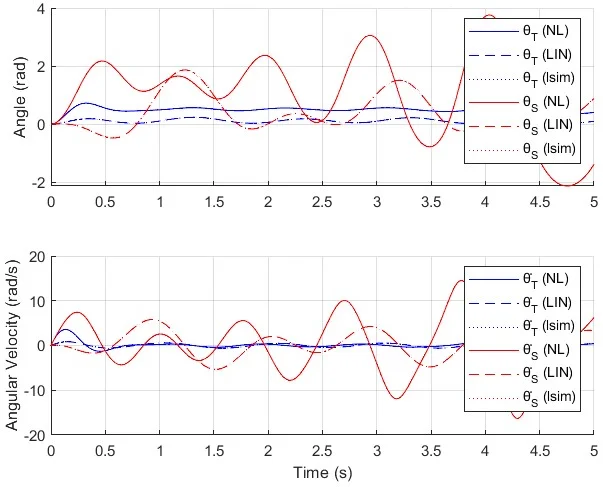 4
2
0
-2
Angle (rad)
θT (NL)
θT (LIN)
θT (lsim)
θS (NL)
θS (LIN)
θS (lsim)
0 0.5 1 1.5 2 2.5 3 3.5 4 4.5 5
20
10
0
-10
-20
Angular Velocity (rad/s)
θ̇T (NL)
θ̇T (LIN)
θ̇T (lsim)
θ̇S (NL)
θ̇S (LIN)
θ̇S (lsim)
0 0.5 1 1.5 2 2.5 3 3.5 4 4.5 5
Time (s)